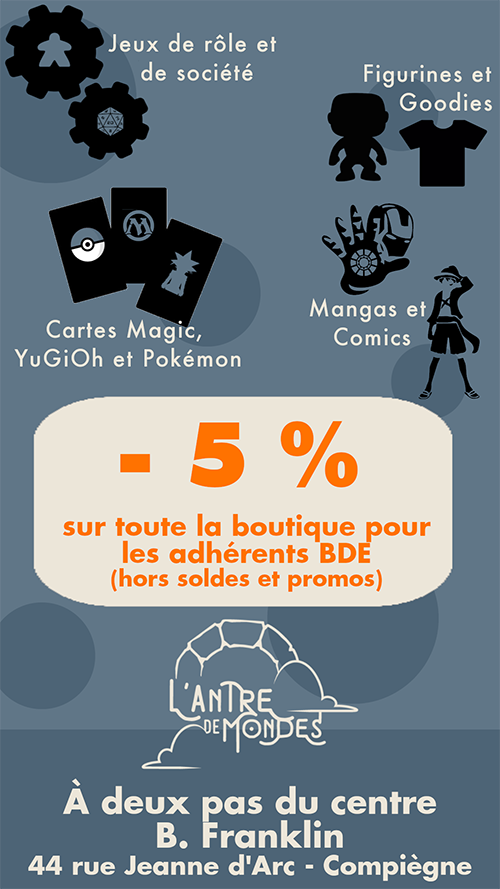 Jeux de rôle et
de société
Figurines et
Goodies
Cartes Magic,
YuGiOh et Pokémon
Mangas et
Comics
- 5 %
sur toute la boutique pour
les adhérents BDE
(hors soldes et promos)
L'ANTRE
DE MONDES
À deux pas du centre
B. Franklin
44 rue Jeanne d'Arc - Compiègne